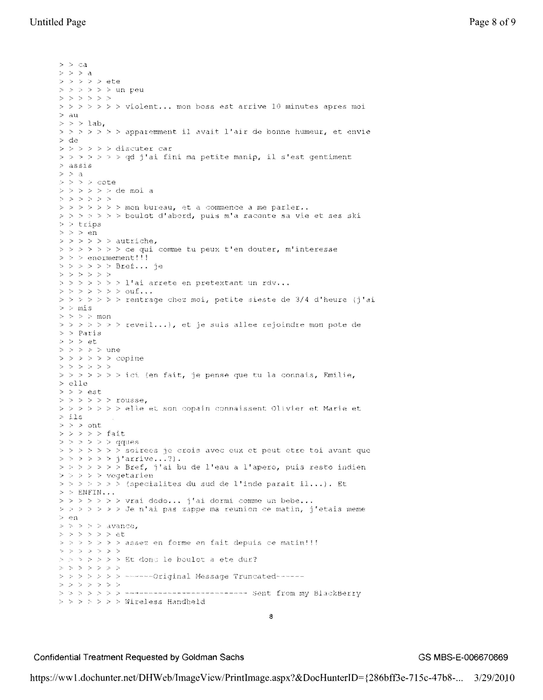 Untitled Page Page 8 of 9
> > ca
> > > a
> > > > > ete
> > > > > > un peu
> > > > > >
> > > > > > > violent... mon boss est arrive 10 minutes apres moi
> au
> > > lab,
> > > > > > > apparemment il avait l'air de bonne humeur, et envie
> de
> > > > > > discuter car
> > > > > > > qd j'ai fini ma petite manip, il s'est gentiment
> assis
> > a
> > > > cote
> > > > > > de moi a
> > > > > >
> > > > > > > mon bureau, et a commence a me parler..
> > > > > > > boulot d'abord, puis m'a raconte sa vie et ses ski
> > trips
> > > en
> > > > > > autriche,
> > > > > > > ce qui comme tu peux t'en douter, m'interesse
> > > enormement!!!
> > > > > > Bref... je
> > > > > >
> > > > > > > l'ai arrete en pretextant un rdv...
> > > > > > > ouf...
> > > > > > > rentrage chez moi, petite sieste de 3/4 d'heure (j'ai
> > mis
> > > > mon
> > > > > > > reveil...), et je suis allee rejoindre mon pote de
> > Paris
> > > et
> > > > > une
> > > > > > copine
> > > > > >
> > > > > > > ici (en fait, je pense que tu la connais, Emilie,
> elle
> > > est
> > > > > > rousse,
> > > > > > > elle et son copain connaissent Olivier et Marie et
> ils
> > > ont
> > > > > fait
> > > > > > qques
> > > > > > > soirees je crois avec eux et peut etre toi avant que
> > > > > > > j'arrive...?).
> > > > > > > Bref, j'ai bu de l'eau a l'apero, puis resto indien
> > > > > vegetarien
> > > > > > > (specialites du sud de l'inde parait il...). Et
> > ENFIN...
> > > > > > > vrai dodo... j'ai dormi comme un bebe...
> > > > > > > Je n'ai pas zappe ma reunion ce matin, j'etais meme
> en
> > > > > avance,
> > > > > > et
> > > > > > > assez en forme en fait depuis ce matin!!!
> > > > > > >
> > > > > > > Et donc le boulot a ete dur?
> > > > > > >
> > > > > > > ------Original Message Truncated------
> > > > > > >
> > > > > > > -------------------------- Sent from my BlackBerry
> > > > > > > Wireless Handheld
8
Confidential Treatment Requested by Goldman Sachs GS MBS-E-006670669
https://ww1.dochunter.net/DHWeb/ImageView/PrintImage.aspx?&DocHunterID={286bff3e-715c-47b8-... 3/29/2010